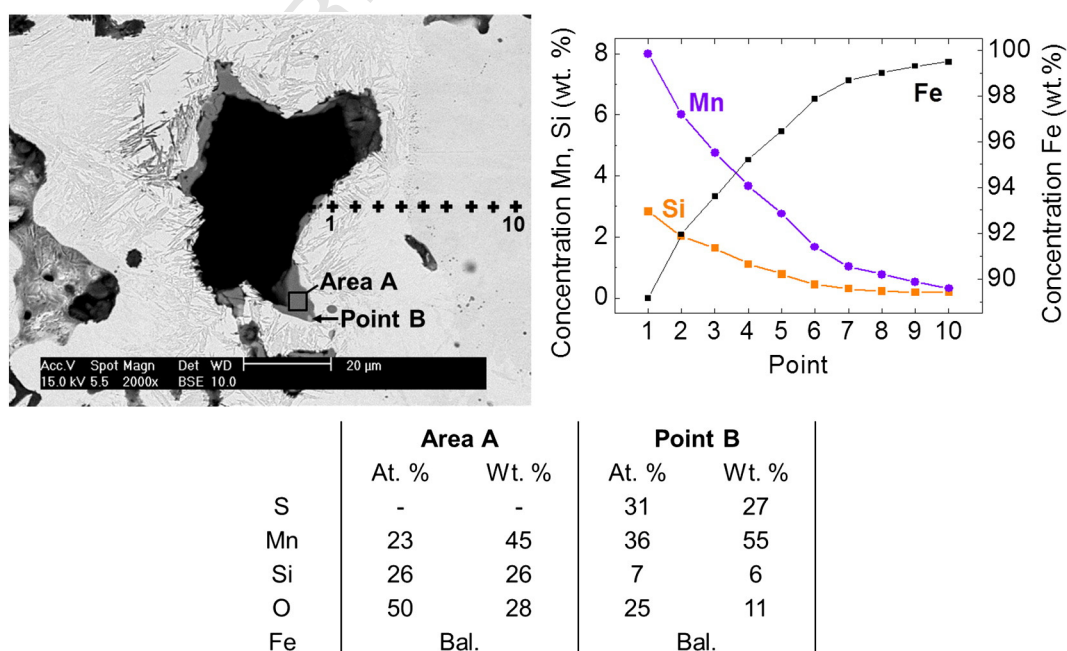 1
10
Area A
Point B
Acc.V Spot Magn Det WD 20 µm
15.0 kV 5.5 2000x BSE 10.0
Concentration Mn, Si (wt. %)
8
6
4
2
0
Mn
Si
Fe
100
98
96
94
92
90
Concentration Fe (wt.%)
1 2 3 4 5 6 7 8 9 10
Point
Area A Point B
At. % Wt. % At. % Wt. %
S - - 31 27
Mn 23 45 36 55
Si 26 26 7 6
O 50 28 25 11
Fe Bal. Bal.